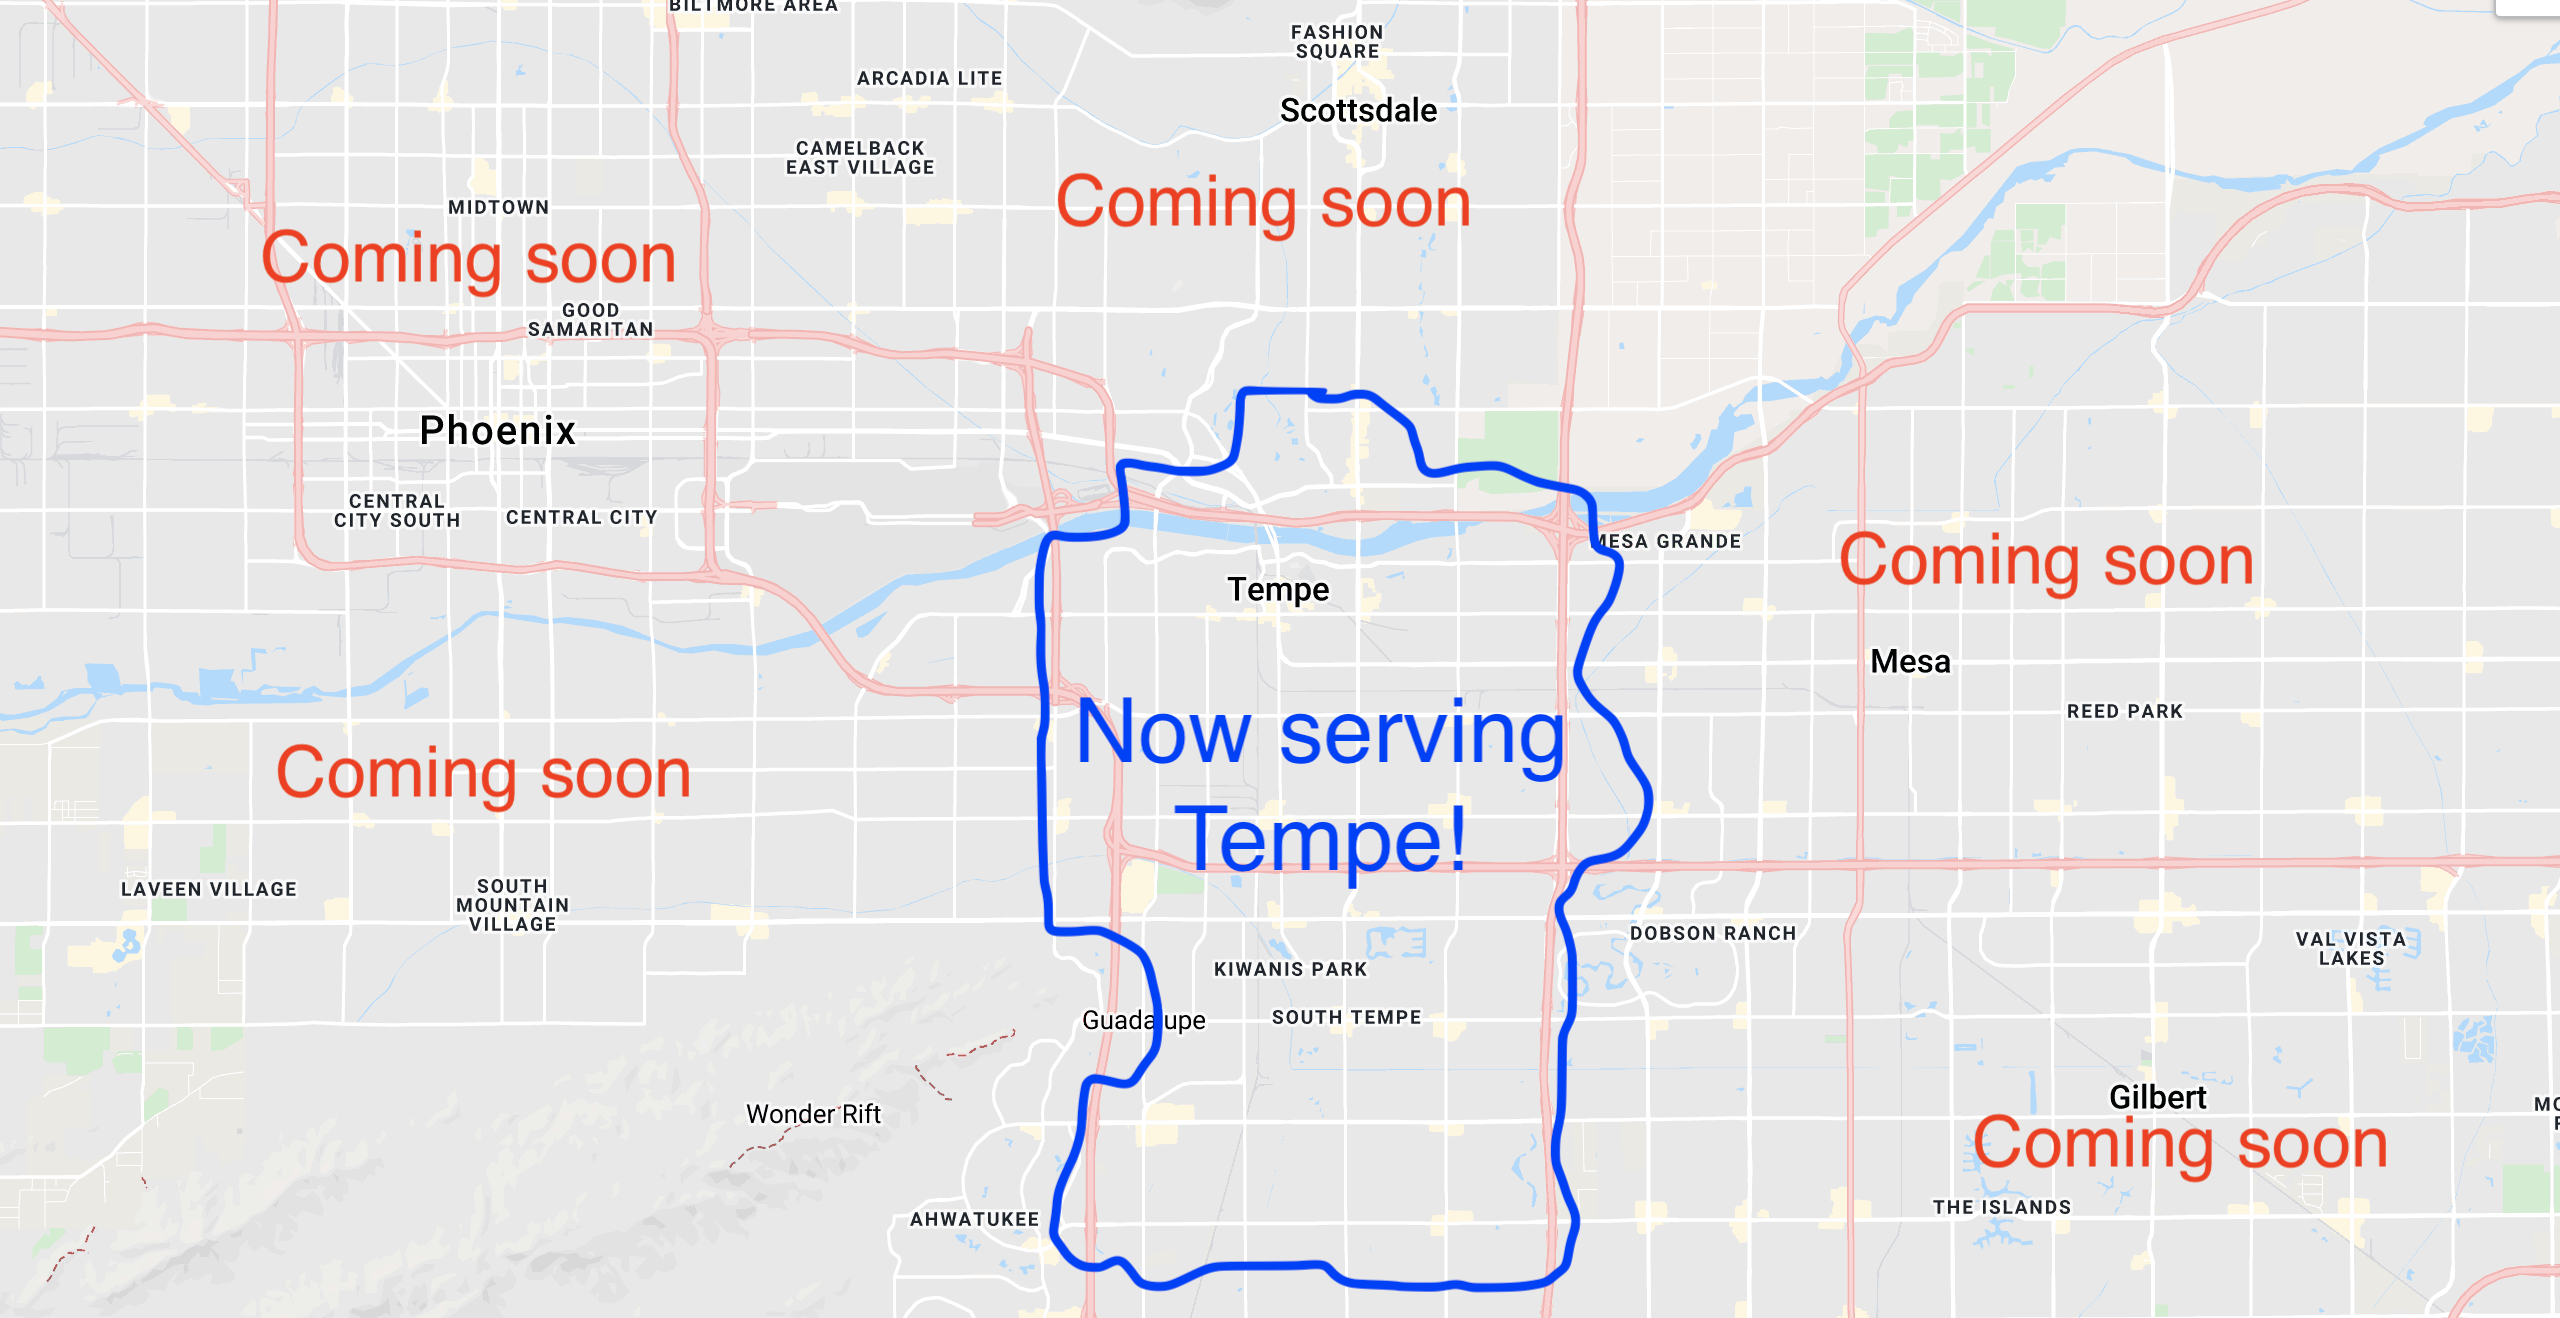 BILTMORE AREA
FASHION
SQUARE
ARCADIA LITE
Scottsdale
CAMELBACK
EAST VILLAGE
MIDTOWN
Coming soon
Coming soon
GOOD
SAMARITAN
Phoenix
CENTRAL
CITY SOUTH
CENTRAL CITY
MESA GRANDE
Coming soon
Tempe
Mesa
REED PARK
Now serving
Tempe!
Coming soon
LAVEEN VILLAGE
SOUTH
MOUNTAIN
VILLAGE
DOBSON RANCH
VAL VISTA
LAKES
KIWANIS PARK
Guadalupe
SOUTH TEMPE
Gilbert
Wonder Rift
Coming soon
THE ISLANDS
AHWATUKEE